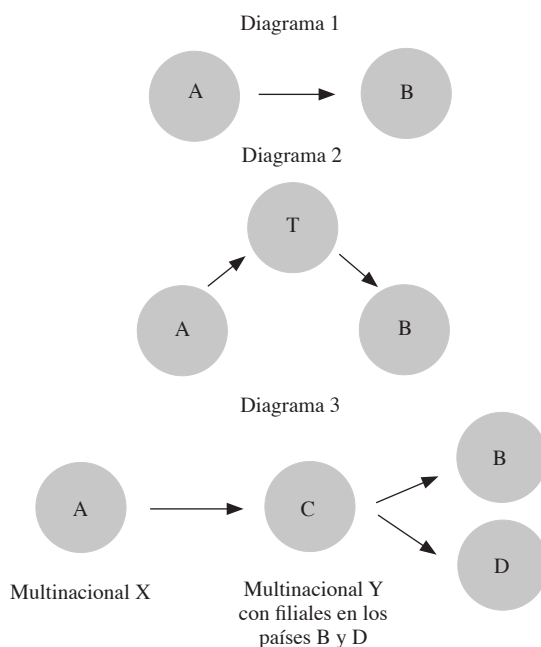 Diagrama 1
A
B
Diagrama 2
T
A
B
Diagrama 3
B
A
C
D
Multinacional X
Multinacional Y
con filiales en los
países B y D